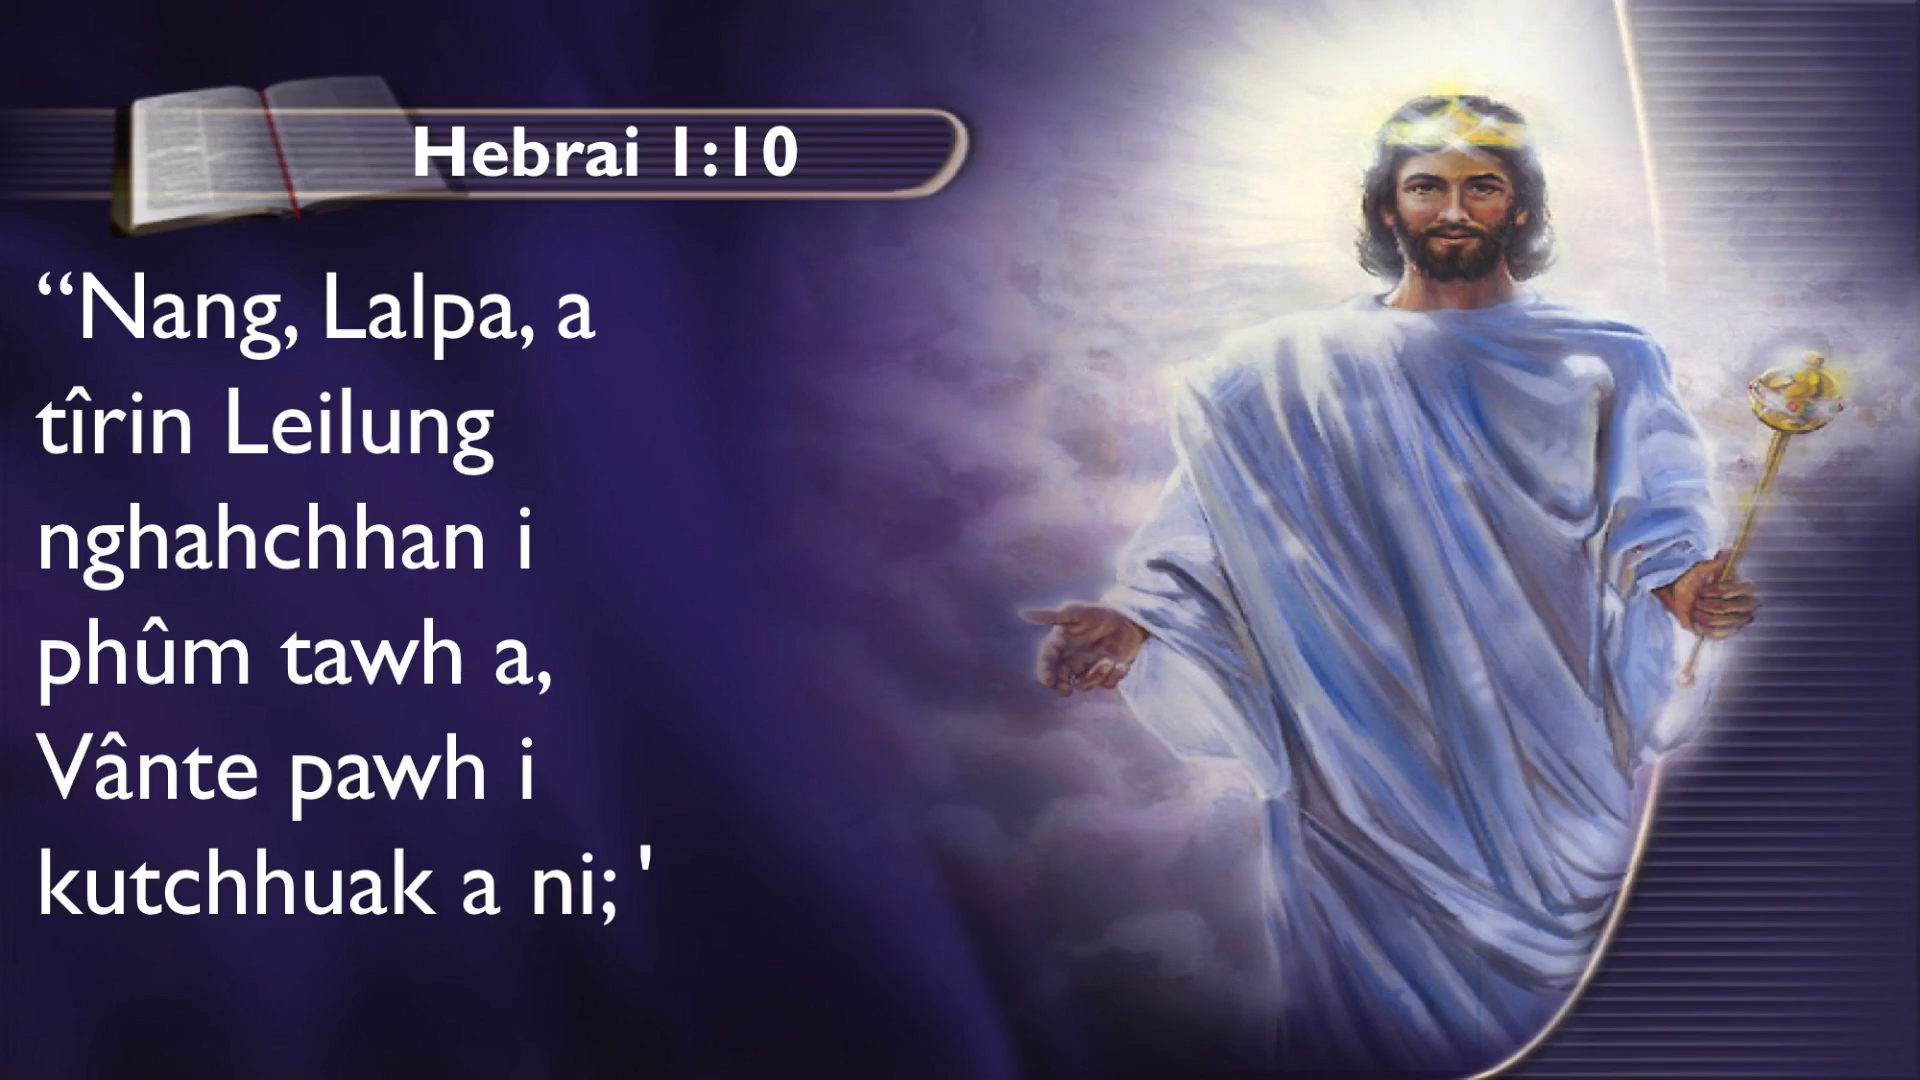 Hebrai 1:10
“Nang, Lalpa, a
tîrin Leilung
nghahchhan i
phûm tawh a,
Vânte pawh i
kutchhuak a ni; '